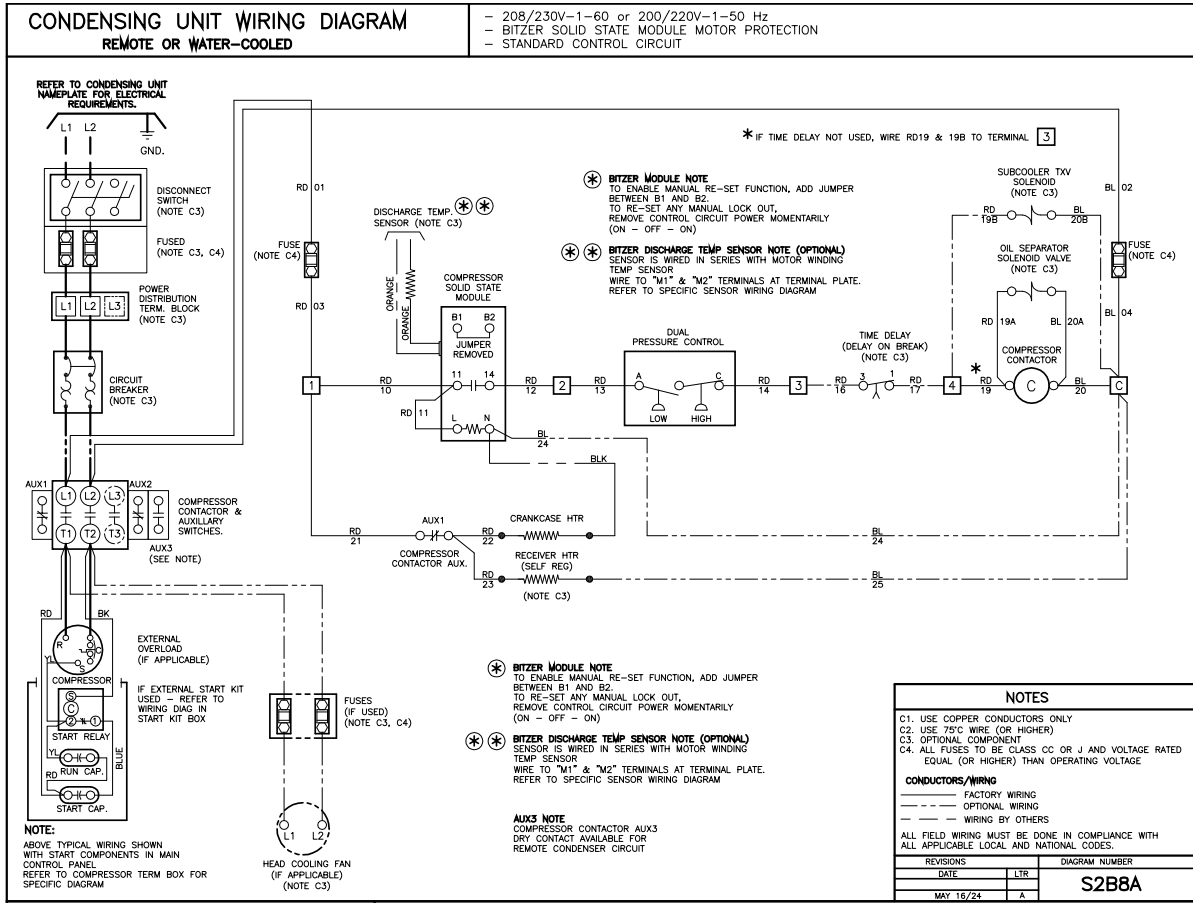 CONDENSING UNIT WIRING DIAGRAM
REMOTE OR WATER-COOLED
- 208/230V-1-60 or 200/220V-1-50 Hz
- BITZER SOLID STATE MODULE MOTOR PROTECTION
- STANDARD CONTROL CIRCUIT
REFER TO CONDENSING UNIT
NAMEPLATE FOR ELECTRICAL
REQUIREMENTS.
L1 L2
GND.
DISCONNECT
SWITCH
(NOTE C3)
FUSED
(NOTE C3, C4)
L1 L2 L3
POWER
DISTRIBUTION
TERM. BLOCK
(NOTE C3)
CIRCUIT
BREAKER
(NOTE C3)
AUX1
L1 L2 L3
AUX2
T1 T2 T3
COMPRESSOR
CONTACTOR &
AUXILLARY
SWITCHES.
AUX3
(SEE NOTE)
RD
BK
R
C
S
YL
EXTERNAL
OVERLOAD
(IF APPLICABLE)
COMPRESSOR
IF EXTERNAL START KIT
USED - REFER TO
WIRING DIAG IN
START KIT BOX
S
C
2 1
START RELAY
YL
RUN CAP.
RD
BLUE
START CAP.
NOTE:
ABOVE TYPICAL WIRING SHOWN
WITH START COMPONENTS IN MAIN
CONTROL PANEL
REFER TO COMPRESSOR TERM BOX FOR
SPECIFIC DIAGRAM
FUSES
(IF USED)
(NOTE C3, C4)
L1 L2
HEAD COOLING FAN
(IF APPLICABLE)
(NOTE C3)
RD 01
FUSE
(NOTE C4)
RD 03
1
DISCHARGE TEMP. * *
SENSOR (NOTE C3)
ORANGE
ORANGE
COMPRESSOR
SOLID STATE
MODULE
B1 B2
JUMPER
REMOVED
11 14
L N
RD
10
RD 11
RD
12
2
RD
13
BL
24
BLK
DUAL
PRESSURE CONTROL
A C
LOW HIGH
RD
14
3
RD
16
TIME DELAY
(DELAY ON BREAK)
(NOTE C3)
3 1
RD
17
4
* IF TIME DELAY NOT USED, WIRE RD19 & 19B TO TERMINAL 3
* BITZER MODULE NOTE
TO ENABLE MANUAL RE-SET FUNCTION, ADD JUMPER
BETWEEN B1 AND B2.
TO RE-SET ANY MANUAL LOCK OUT,
REMOVE CONTROL CIRCUIT POWER MOMENTARILY
(ON - OFF - ON)
* * BITZER DISCHARGE TEMP SENSOR NOTE (OPTIONAL)
SENSOR IS WIRED IN SERIES WITH MOTOR WINDING
TEMP SENSOR
WIRE TO "M1" & "M2" TERMINALS AT TERMINAL PLATE.
REFER TO SPECIFIC SENSOR WIRING DIAGRAM
SUBCOOLER TXV
SOLENOID
(NOTE C3)
RD
19B
BL
20B
OIL SEPARATOR
SOLENOID VALVE
(NOTE C3)
RD 19A
BL 20A
COMPRESSOR
CONTACTOR
*
RD
19
C
BL
20
C
BL 02
FUSE
(NOTE C4)
BL 04
RD
21
AUX1
COMPRESSOR
CONTACTOR AUX.
RD
22
CRANKCASE HTR
RD
23
RECEIVER HTR
(SELF REG)
(NOTE C3)
BL
24
BL
25
* BITZER MODULE NOTE
TO ENABLE MANUAL RE-SET FUNCTION, ADD JUMPER
BETWEEN B1 AND B2.
TO RE-SET ANY MANUAL LOCK OUT,
REMOVE CONTROL CIRCUIT POWER MOMENTARILY
(ON - OFF - ON)
* * BITZER DISCHARGE TEMP SENSOR NOTE (OPTIONAL)
SENSOR IS WIRED IN SERIES WITH MOTOR WINDING
TEMP SENSOR
WIRE TO "M1" & "M2" TERMINALS AT TERMINAL PLATE.
REFER TO SPECIFIC SENSOR WIRING DIAGRAM
AUX3 NOTE
COMPRESSOR CONTACTOR AUX3
DRY CONTACT AVAILABLE FOR
REMOTE CONDENSER CIRCUIT
NOTES
C1. USE COPPER CONDUCTORS ONLY
C2. USE 75°C WIRE (OR HIGHER)
C3. OPTIONAL COMPONENT
C4. ALL FUSES TO BE CLASS CC OR J AND VOLTAGE RATED
EQUAL (OR HIGHER) THAN OPERATING VOLTAGE
CONDUCTORS/WIRNG
FACTORY WIRING
OPTIONAL WIRING
WIRING BY OTHERS
ALL FIELD WIRING MUST BE DONE IN COMPLIANCE WITH
ALL APPLICABLE LOCAL AND NATIONAL CODES.
REVISIONS
DIAGRAM NUMBER
DATE LTR
S2B8A
MAY 16/24 A